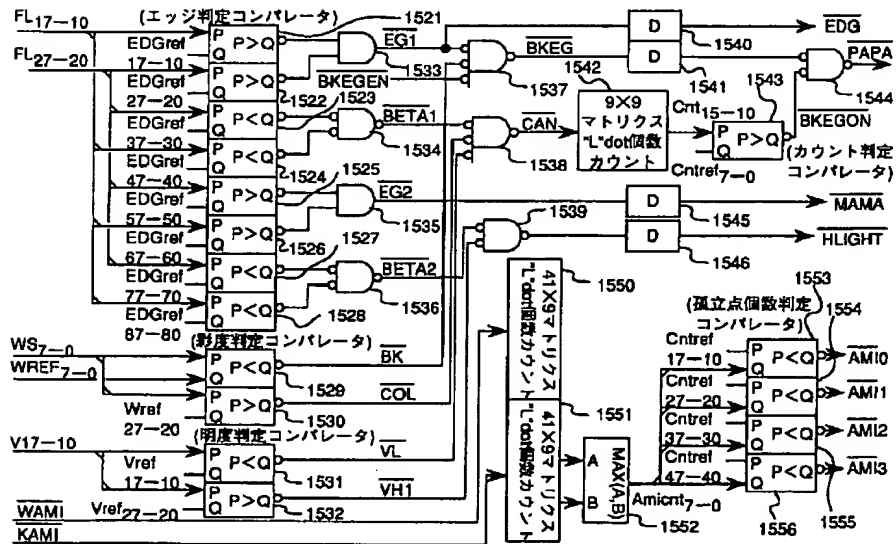 (エッジ判定コンパレータ)
FL17-10
P P>Q Q
1521
EDGref 17-10
FL27-20
P P>Q Q
1522
EDGref 27-20
P P<Q Q
1523
EDGref 37-30
P P<Q Q
1524
EDGref 47-40
P P>Q Q
1525
EDGref 57-50
P P>Q Q
1526
EDGref 67-60
P P<Q Q
1527
EDGref 77-70
P P<Q Q
1528
EDGref 87-80
EG1
1533
BKEGEN
BETA1
1534
EG2
1535
BETA2
1536
BKEG
1537
CAN
1538
1539
D
1540
EDG
D
1541
1542
9×9
マトリクス
"L"dot個数
カウント
Cnt15-10
P P>Q Q
1543
Cntref7-0
BKEGON
(カウント判定
コンパレータ)
PAPA
1544
D
1545
MAMA
D
1546
HLIGHT
(彩度判定コンパレータ)
WS7-0
WREF7-0
P P<Q Q
1529
BK
Wref 27-20
P P>Q Q
1530
COL
(明度判定コンパレータ)
V17-10
P P<Q Q
1531
VL
Vref 17-10
P P>Q Q
1532
VH1
Vref27-20
WAMI
KAMI
1550
41×9マトリクス
"L"dot個数カウント
1551
41×9マトリクス
"L"dot個数カウント
A
B
MAX(A,B)
1552
Amicnt7-0
(孤立点個数判定
コンパレータ)
1553
Cntref 17-10
P P<Q Q
AMI0
1554
Cntref 27-20
P P<Q Q
AMI1
Cntref 37-30
P P<Q Q
AMI2
1555
Cntref 47-40
P P<Q Q
AMI3
1556